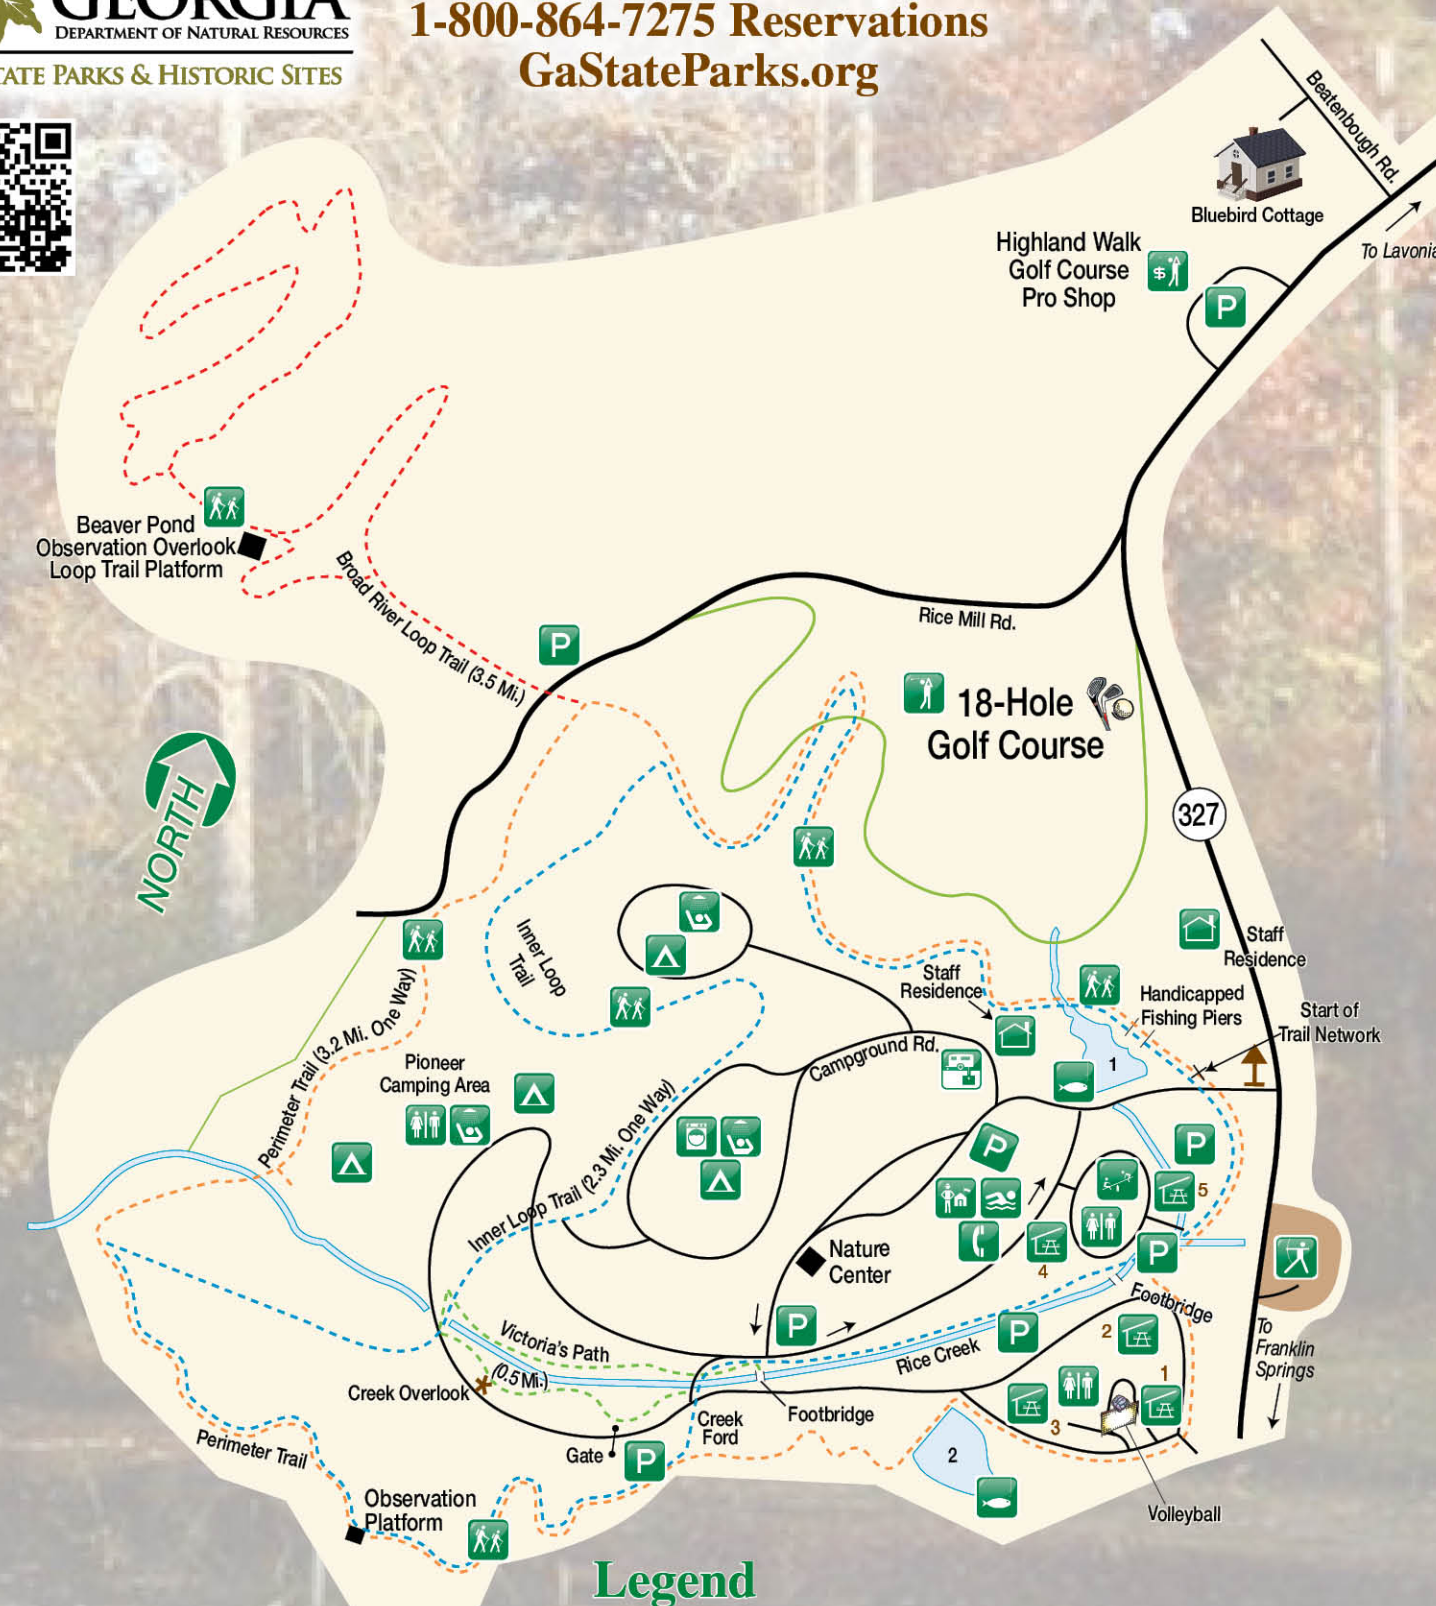 GEORGIA
DEPARTMENT OF NATURAL RESOURCES
STATE PARKS & HISTORIC SITES
1-800-864-7275 Reservations
GaStateParks.org
Beatenbough Rd.
Bluebird Cottage
To Lavonia
Highland Walk
Golf Course
Pro Shop
$
P
Beaver Pond
Observation Overlook
Loop Trail Platform
Broad River Loop Trail (3.5 Mi.)
P
Rice Mill Rd.
18-Hole
Golf Course
327
NORTH
Inner Loop
Trail
Staff
Residence
Staff
Residence
Handicapped
Fishing Piers
Start of
Trail Network
Perimeter Trail (3.2 Mi. One Way)
Pioneer
Camping Area
Campground Rd.
1
Inner Loop Trail (2.3 Mi. One Way)
P
P
5
Nature
Center
4
P
Footbridge
P
P
Victoria's Path
(0.5 Mi.)
Rice Creek
2
To
Franklin
Springs
Creek Overlook
1
3
Creek
Ford
Footbridge
Gate
P
2
Perimeter Trail
Observation
Platform
Volleyball
Legend